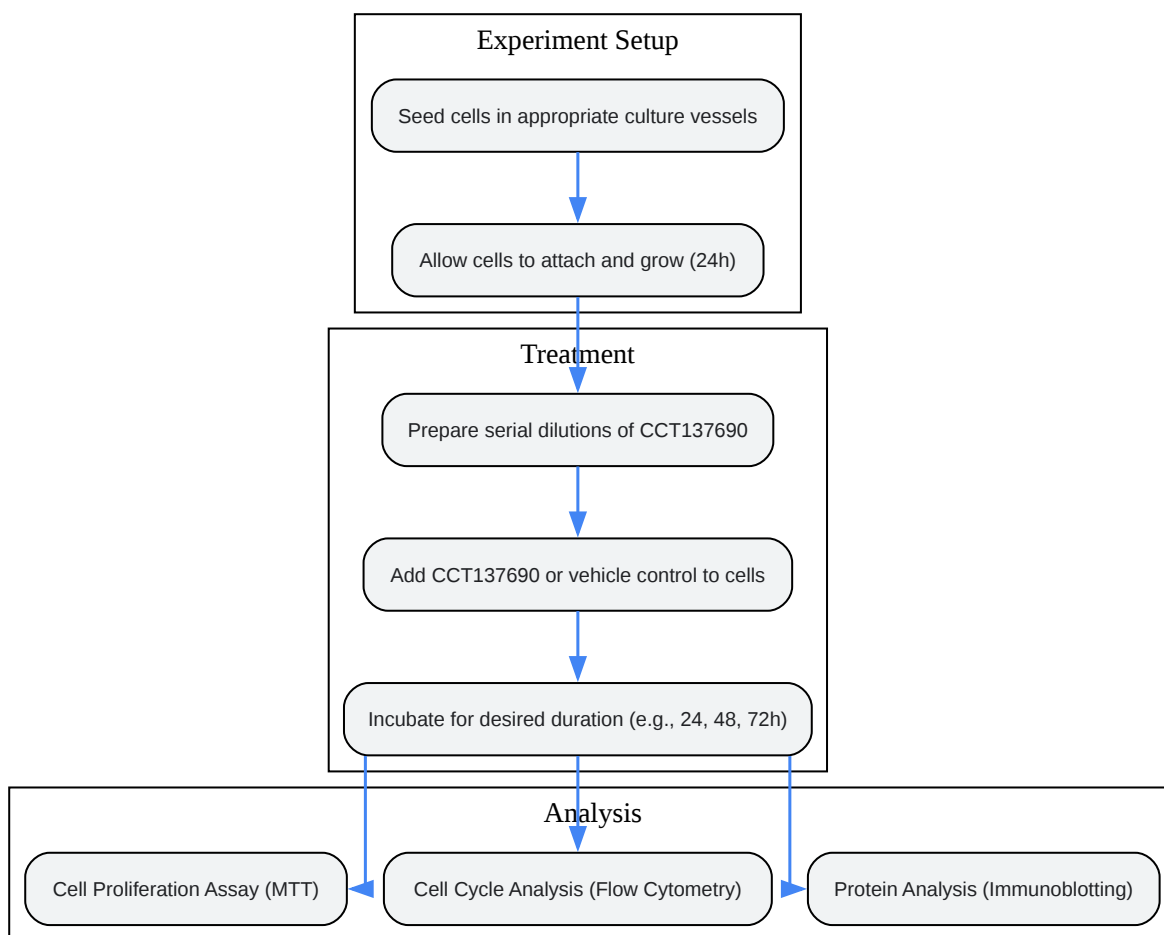 Experiment Setup
Seed cells in appropriate culture vessels
Allow cells to attach and grow (24h)
Treatment
Prepare serial dilutions of CCT137690
Add CCT137690 or vehicle control to cells
Incubate for desired duration (e.g., 24, 48, 72h)
Analysis
Cell Proliferation Assay (MTT)
Cell Cycle Analysis (Flow Cytometry)
Protein Analysis (Immunoblotting)